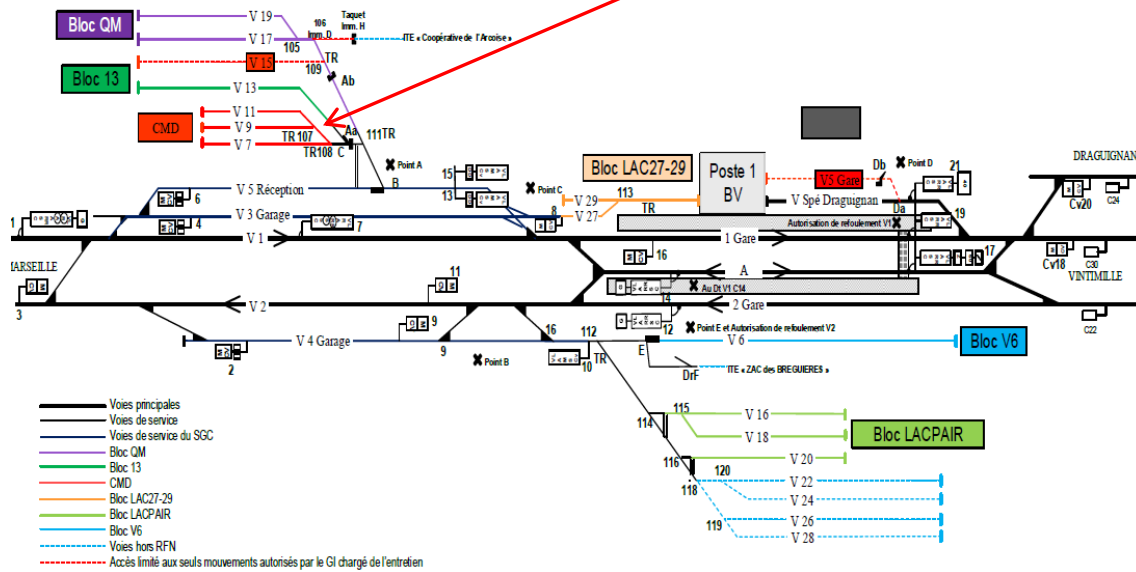 V 19
Bloc QM
V 17
105
106
Imm. D
Taquet
Imm. H
ITE « Coopérative de l'Arcoise »
V 15
TR
109
Ab
Bloc 13
V 13
V 11
CMD
V 9
V 7
TR 107
TR108
Aa
C
111TR
Point A
B
15
13
Point C
Bloc LAC27-29
Poste 1
BV
V 29
113
V 27
TR
V5 Gare
Db
Point D
21
DRAGUIGNAN
Cv20
C24
V Spé Draguignan
Da
6
V 5 Réception
4
V 3 Garage
8
Autorisation de refoulement V1
19
1
V 1
7
1 Gare
16
17
Cv18
C30
VINTIMILLE
MARSEILLE
3
11
A
14
Au Dt V1 C14
V 2
2 Gare
C22
9
V 4 Garage
2
9
Point B
16
10
112
TR
12
Point E et Autorisation de refoulement V2
E
V 6
Bloc V6
DrF
ITE « ZAC des BREGUIERES »
114
115
V 16
V 18
Bloc LACPAIR
116
V 20
118
120
V 22
V 24
119
V 26
V 28
Voies principales
Voies de service
Voies de service du SGC
Bloc QM
Bloc 13
CMD
Bloc LAC27-29
Bloc LACPAIR
Bloc V6
Voies hors RFN
Accès limité aux seuls mouvements autorisés par le GI chargé de l'entretien